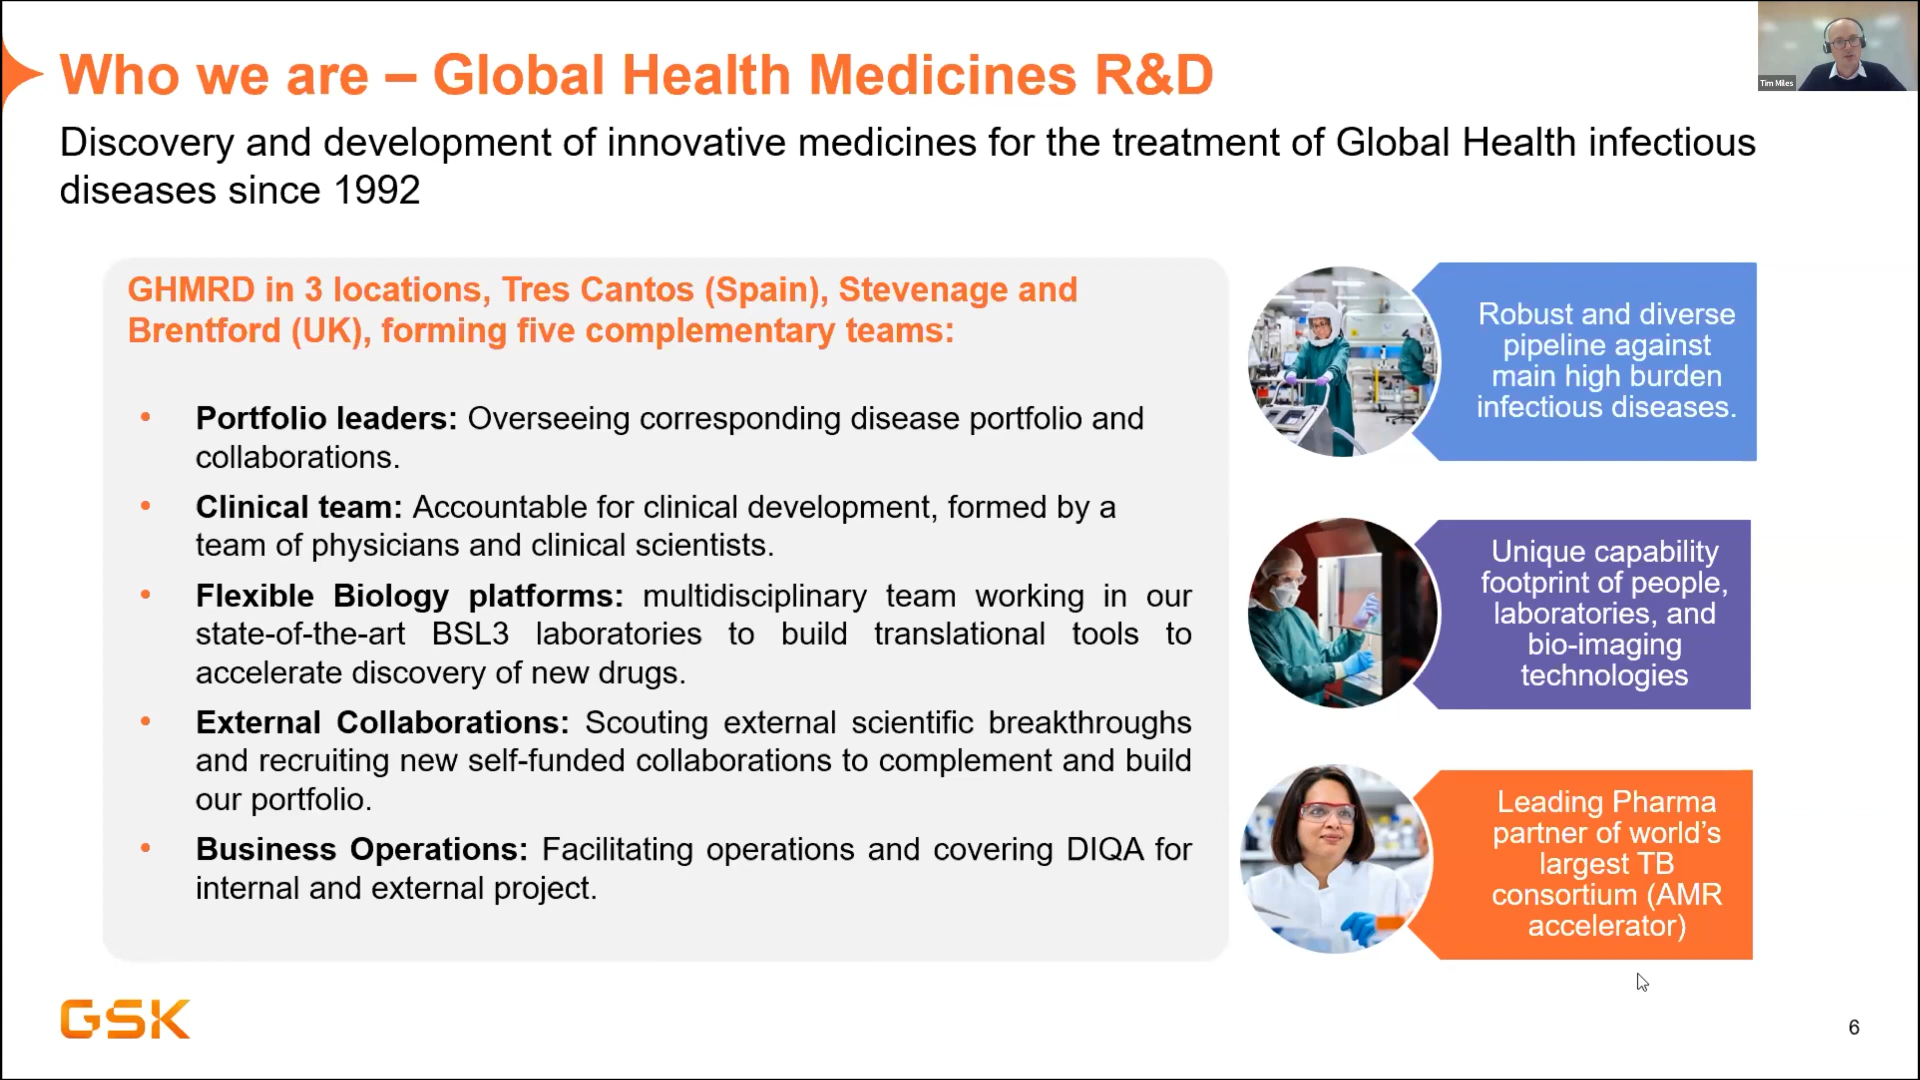 Who we are – Global Health Medicines R&D
Tim Miles
Discovery and development of innovative medicines for the treatment of Global Health infectious
diseases since 1992
GHMRD in 3 locations, Tres Cantos (Spain), Stevenage and
Brentford (UK), forming five complementary teams:
• Portfolio leaders: Overseeing corresponding disease portfolio and
collaborations.
• Clinical team: Accountable for clinical development, formed by a
team of physicians and clinical scientists.
• Flexible Biology platforms: multidisciplinary team working in our
state-of-the-art BSL3 laboratories to build translational tools to
accelerate discovery of new drugs.
• External Collaborations: Scouting external scientific breakthroughs
and recruiting new self-funded collaborations to complement and build
our portfolio.
• Business Operations: Facilitating operations and covering DIQA for
internal and external project.
Robust and diverse
pipeline against
main high burden
infectious diseases.
Unique capability
footprint of people,
laboratories, and
bio-imaging
technologies
Leading Pharma
partner of world’s
largest TB
consortium (AMR
accelerator)
GSK
6